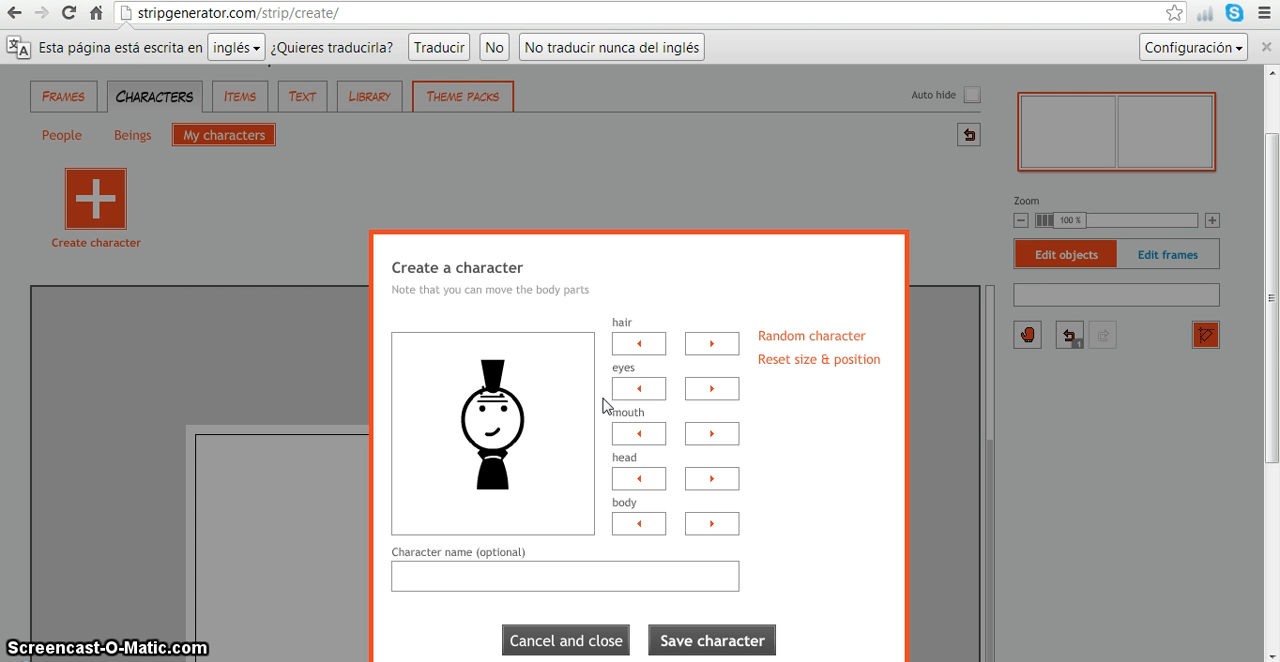 stripgenerator.com/strip/create/
Esta página está escrita en inglés ¿Quieres traducirla? Traducir No No traducir nunca del inglés Configuración
FRAMES CHARACTERS ITEMS TEXT LIBRARY THEME PACKS Auto hide
People Beings My characters
Create character
Zoom
100 %
Edit objects Edit frames
1
Create a character
Note that you can move the body parts
hair
Random character
Reset size & position
eyes
mouth
head
body
Character name (optional)
Cancel and close Save character
Screencast-O-Matic.com